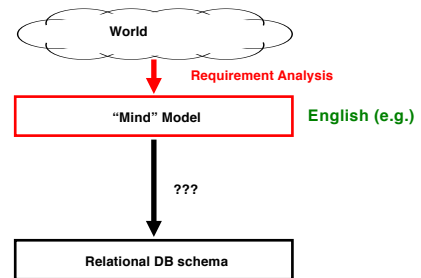 World
Requirement Analysis
“Mind” Model
English (e.g.)
???
Relational DB schema